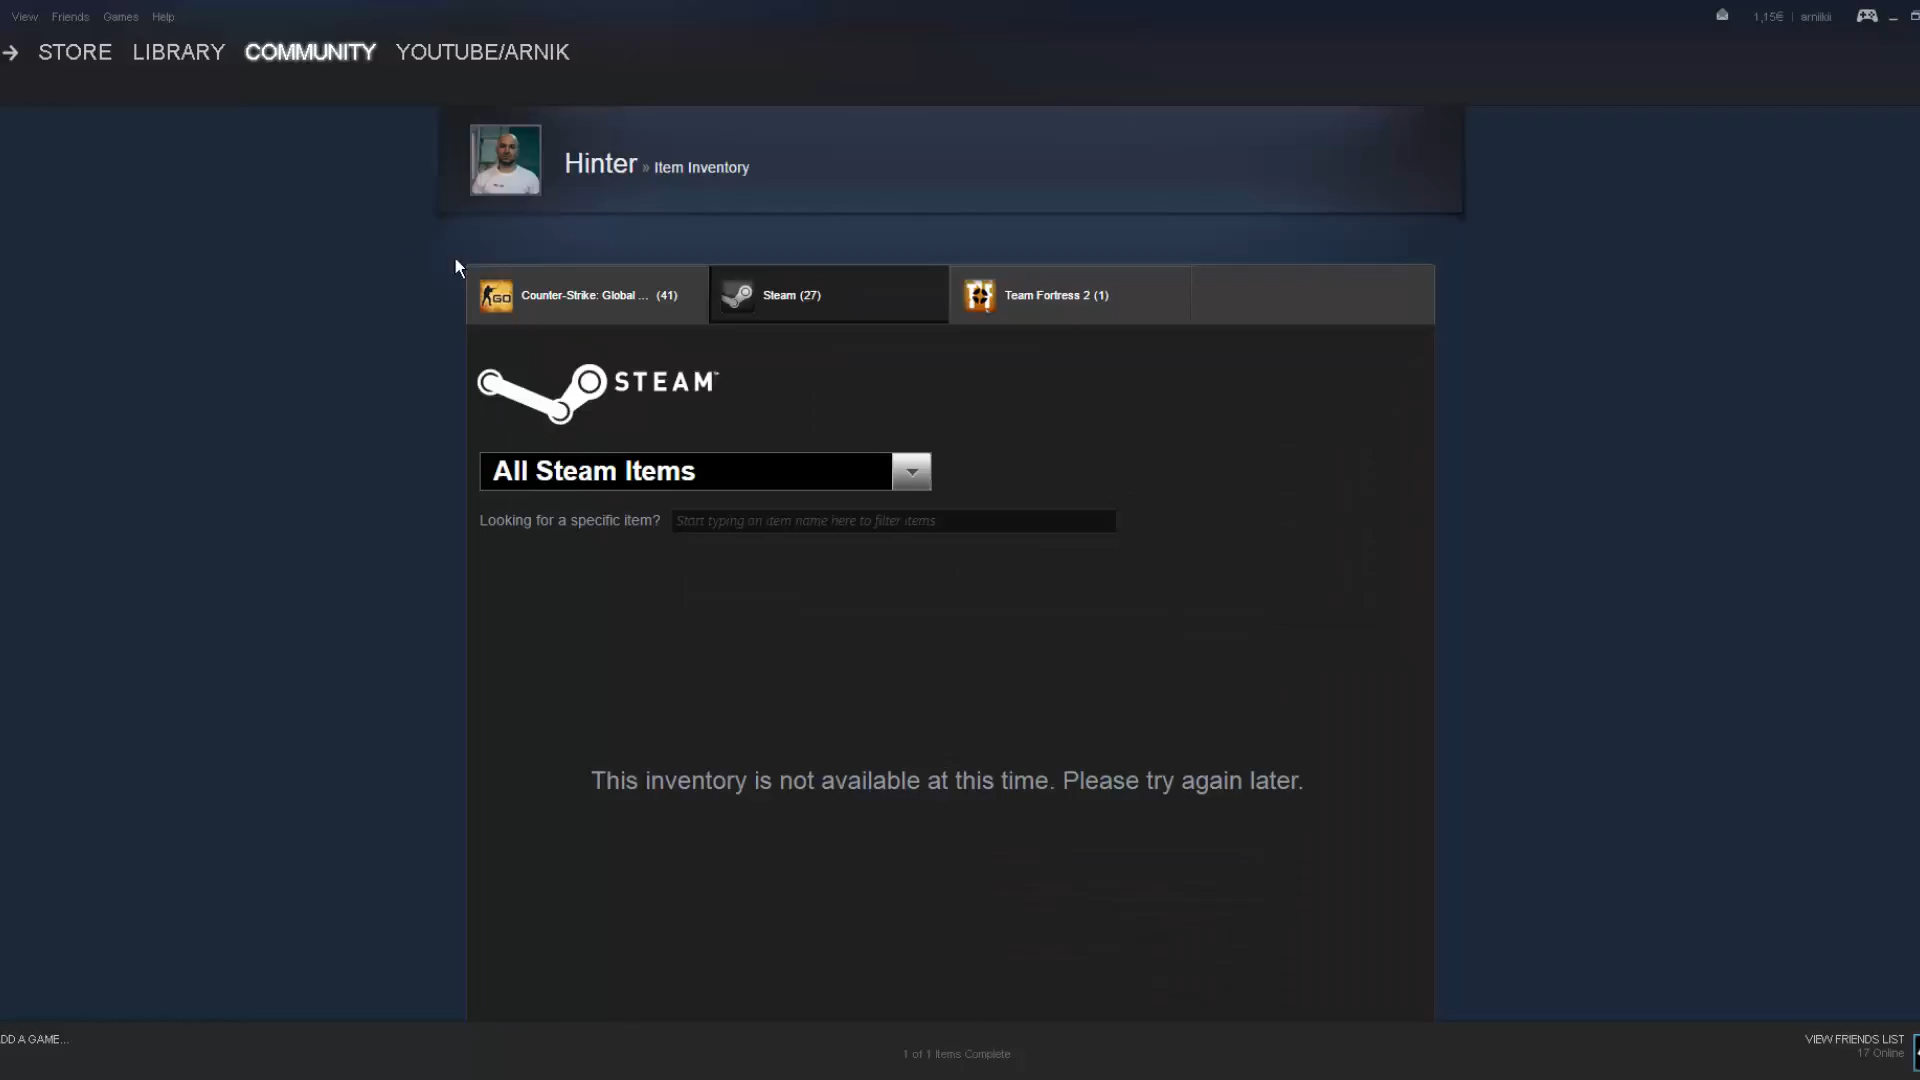 View Friends Games Help
1,15€ | arniikii
STORE LIBRARY COMMUNITY YOUTUBE/ARNIK
Hinter » Item Inventory
GO Counter-Strike: Global ... (41)
Steam (27)
Team Fortress 2 (1)
STEAM™
All Steam Items
Looking for a specific item? Start typing an item name here to filter items
This inventory is not available at this time. Please try again later.
DD A GAME...
1 of 1 Items Complete
VIEW FRIENDS LIST
17 Online